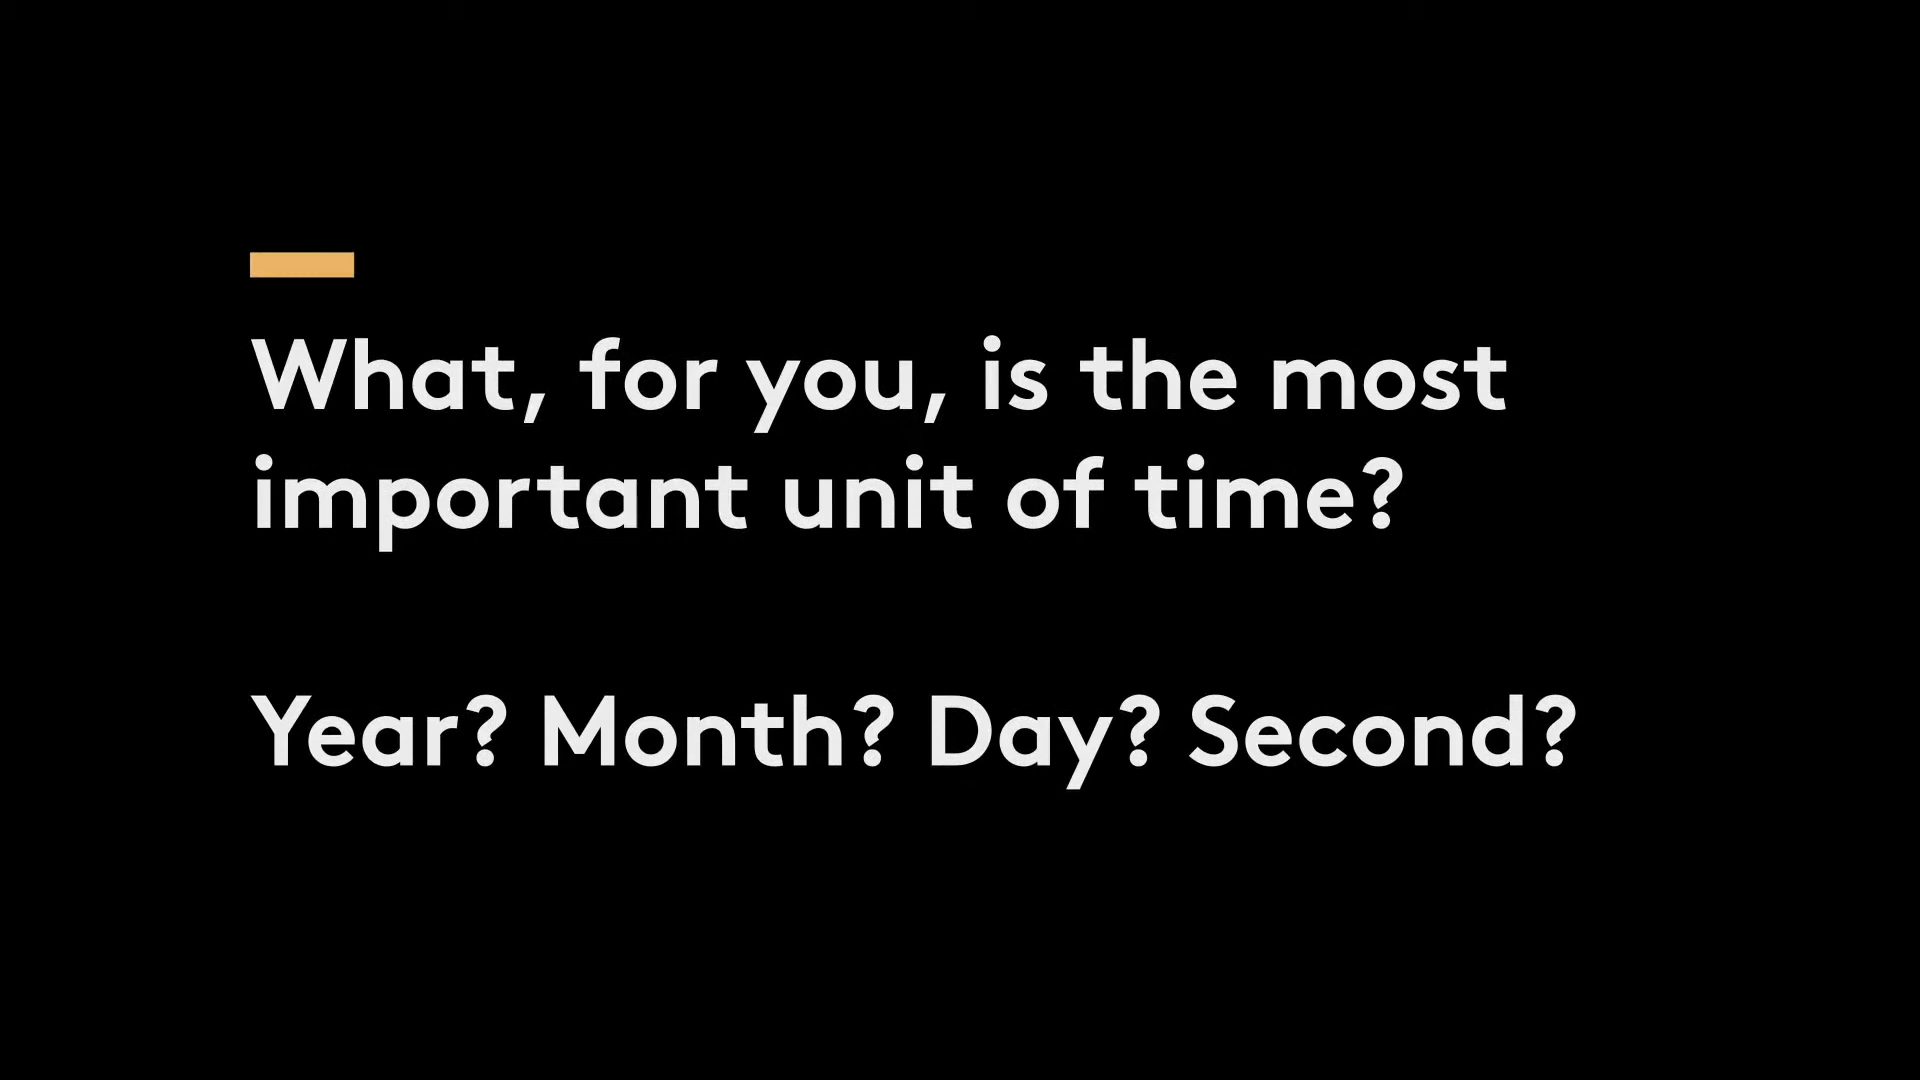 What, for you, is the most
important unit of time?
Year? Month? Day? Second?